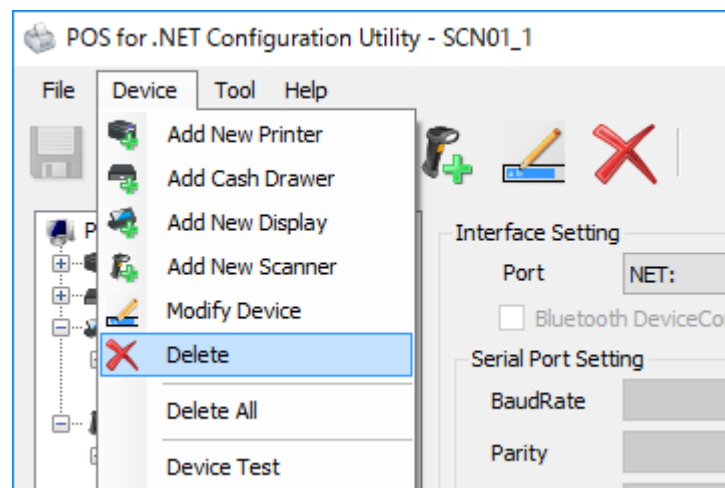 POS for .NET Configuration Utility - SCN01_1
File Device Tool Help
Add New Printer
Add Cash Drawer
Add New Display
Add New Scanner
Modify Device
Delete
Delete All
Device Test
P
Interface Setting
Port NET:
Bluetooth DeviceCo
Serial Port Setting
BaudRate
Parity